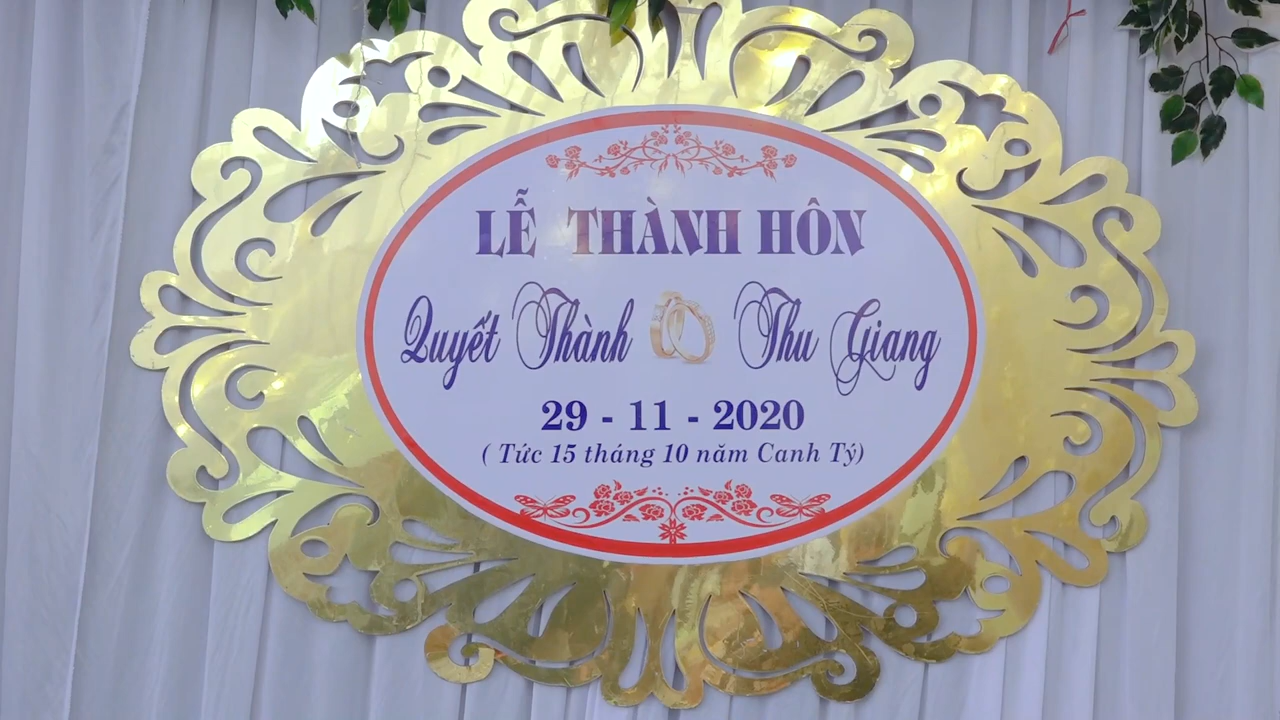 LỄ THÀNH HÔN
Quyết Thành Thu Giang
29 - 11 - 2020
( Tức 15 tháng 10 năm Canh Tý)